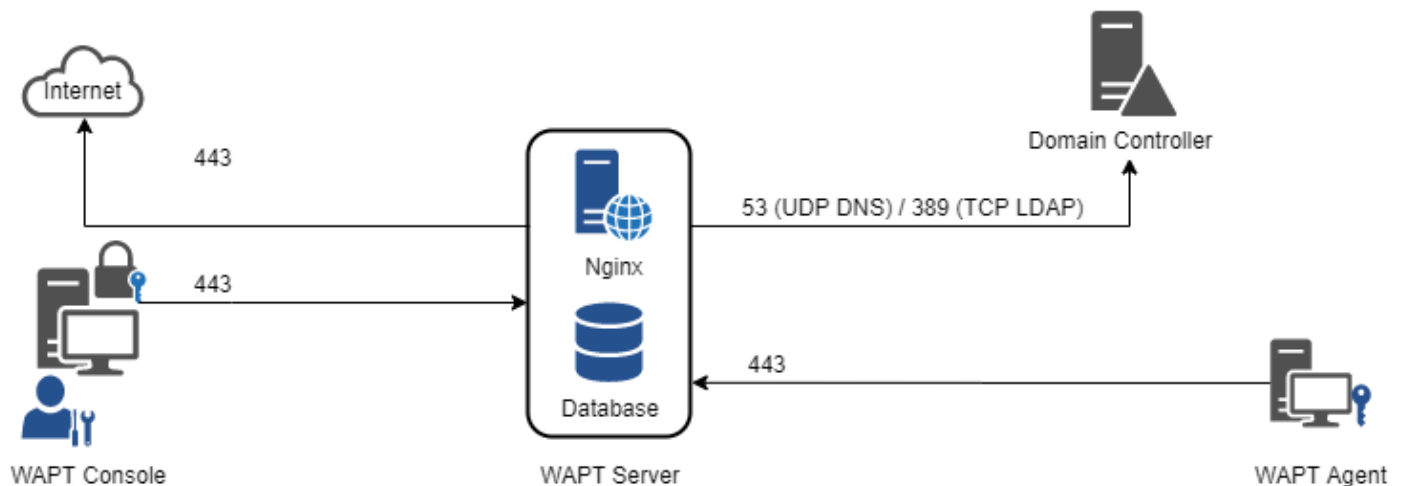 Internet
Domain Controller
443
53 (UDP DNS) / 389 (TCP LDAP)
Nginx
443
443
Database
WAPT Console
WAPT Server
WAPT Agent